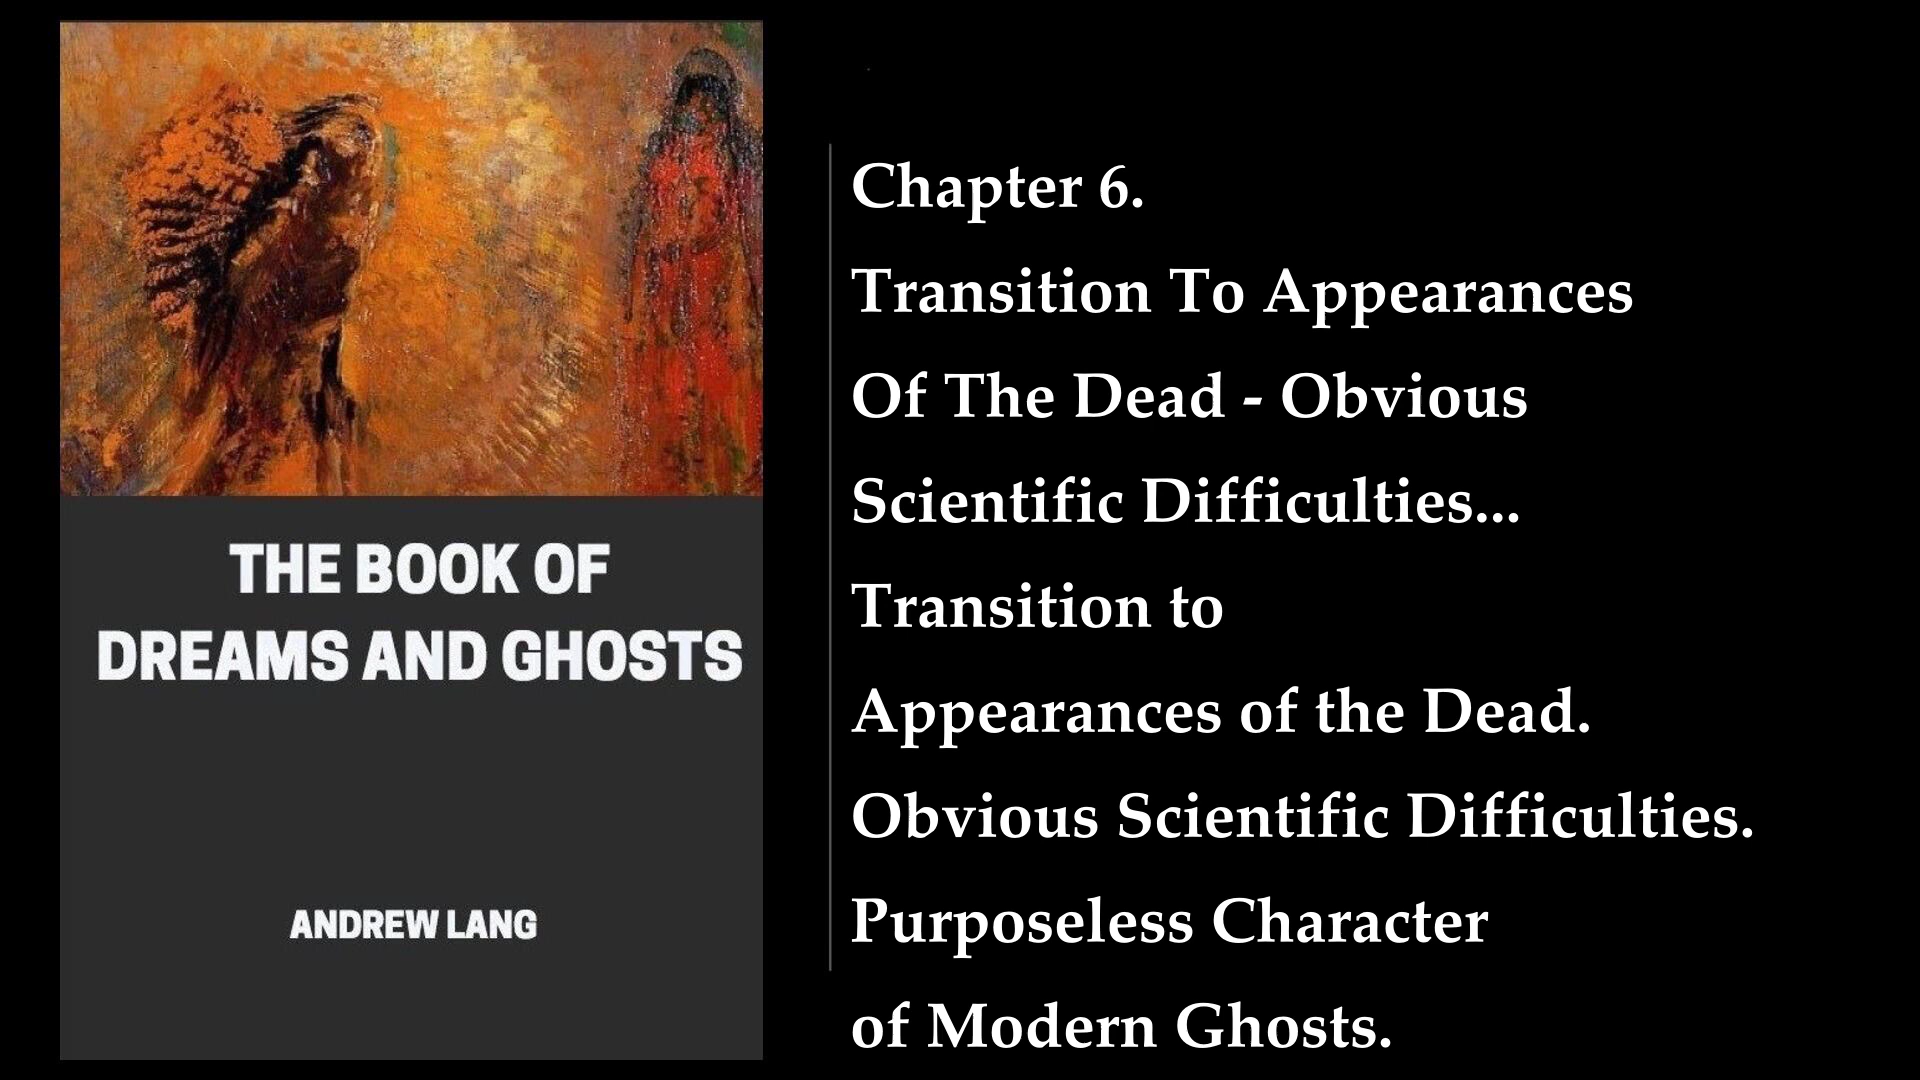 THE BOOK OF
DREAMS AND GHOSTS
ANDREW LANG
Chapter 6.
Transition To Appearances
Of The Dead - Obvious
Scientific Difficulties...
Transition to
Appearances of the Dead.
Obvious Scientific Difficulties.
Purposeless Character
of Modern Ghosts.